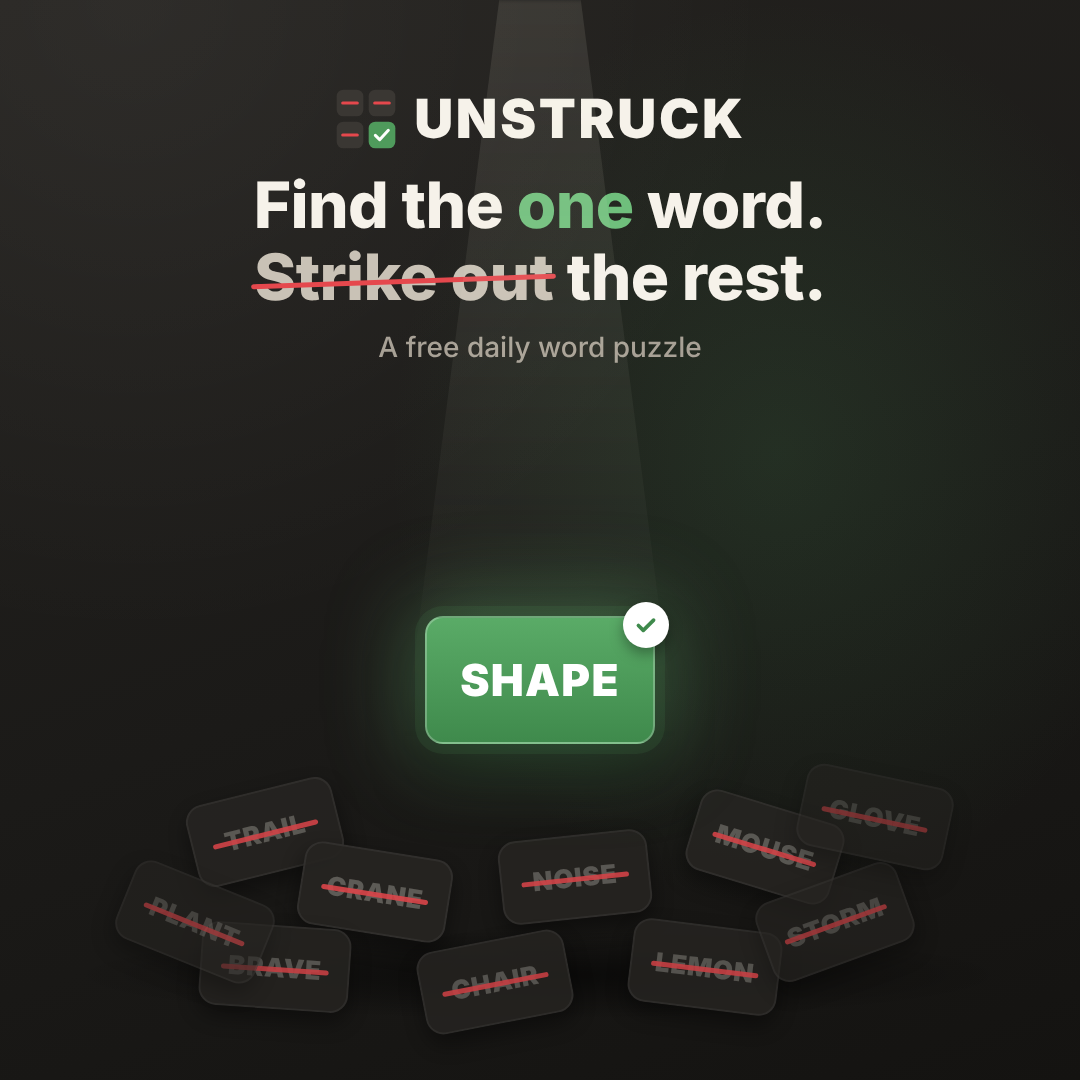 UNSTRUCK
Find the one word.
Strike out the rest.
A free daily word puzzle
SHAPE
TRAIL
GLOVE
MOUSE
CRANE
NOISE
PLANT
STORM
BRAVE
CHAIR
LEMON